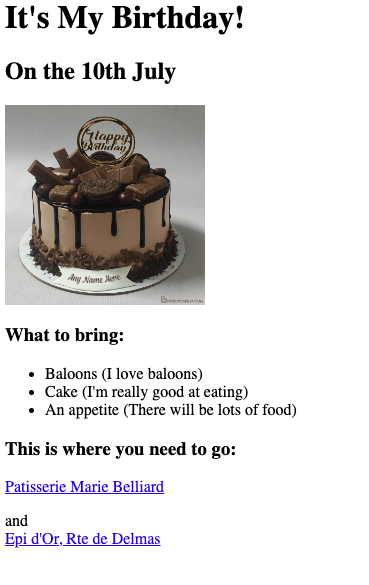 It's My Birthday!
On the 10th July
Happy
Birthday
Any Name Here
What to bring:
Baloons (I love baloons)
Cake (I'm really good at eating)
An appetite (There will be lots of food)
This is where you need to go:
Patisserie Marie Belliard
and
Epi d'Or, Rte de Delmas